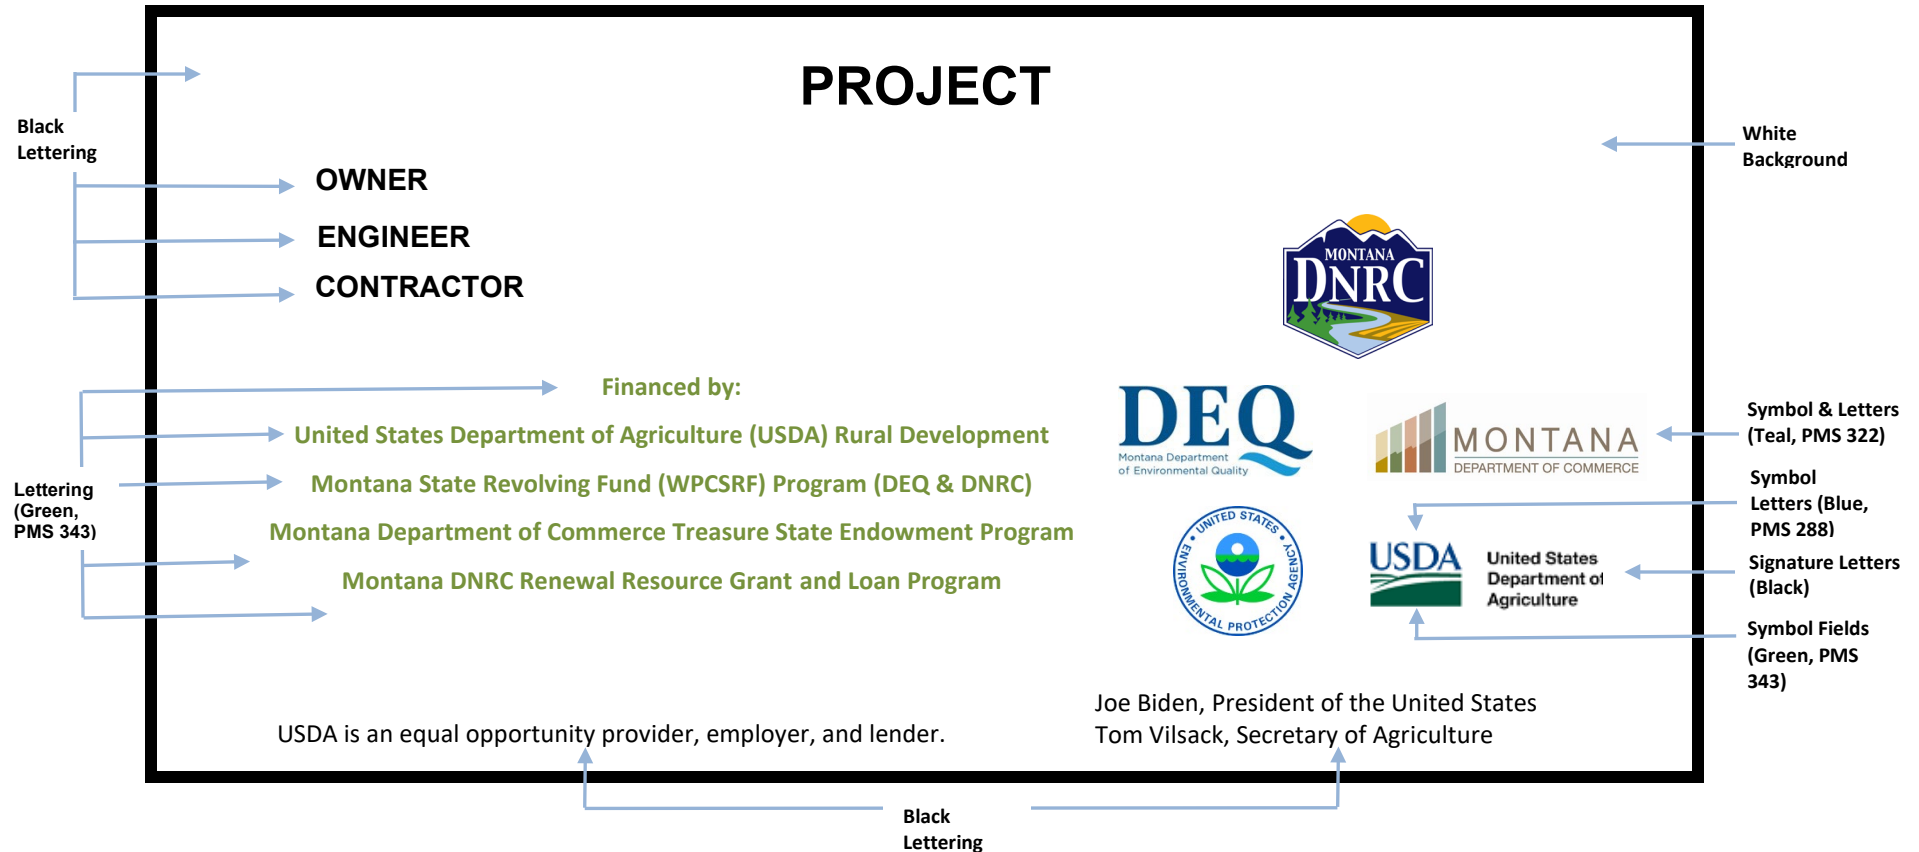 PROJECT
Black
Lettering
White
Background
OWNER
ENGINEER
CONTRACTOR
MONTANA
DNRC
Financed by:
United States Department of Agriculture (USDA) Rural Development
Montana State Revolving Fund (WPCSRF) Program (DEQ & DNRC)
Montana Department of Commerce Treasure State Endowment Program
Montana DNRC Renewal Resource Grant and Loan Program
Lettering
(Green,
PMS 343)
DEQ
Montana Department
of Environmental Quality
MONTANA
DEPARTMENT OF COMMERCE
Symbol & Letters
(Teal, PMS 322)
Symbol
Letters (Blue,
PMS 288)
UNITED STATES • ENVIRONMENTAL PROTECTION AGENCY •
USDA
United States
Department of
Agriculture
Signature Letters
(Black)
Symbol Fields
(Green, PMS
343)
USDA is an equal opportunity provider, employer, and lender.
Joe Biden, President of the United States
Tom Vilsack, Secretary of Agriculture
Black
Lettering